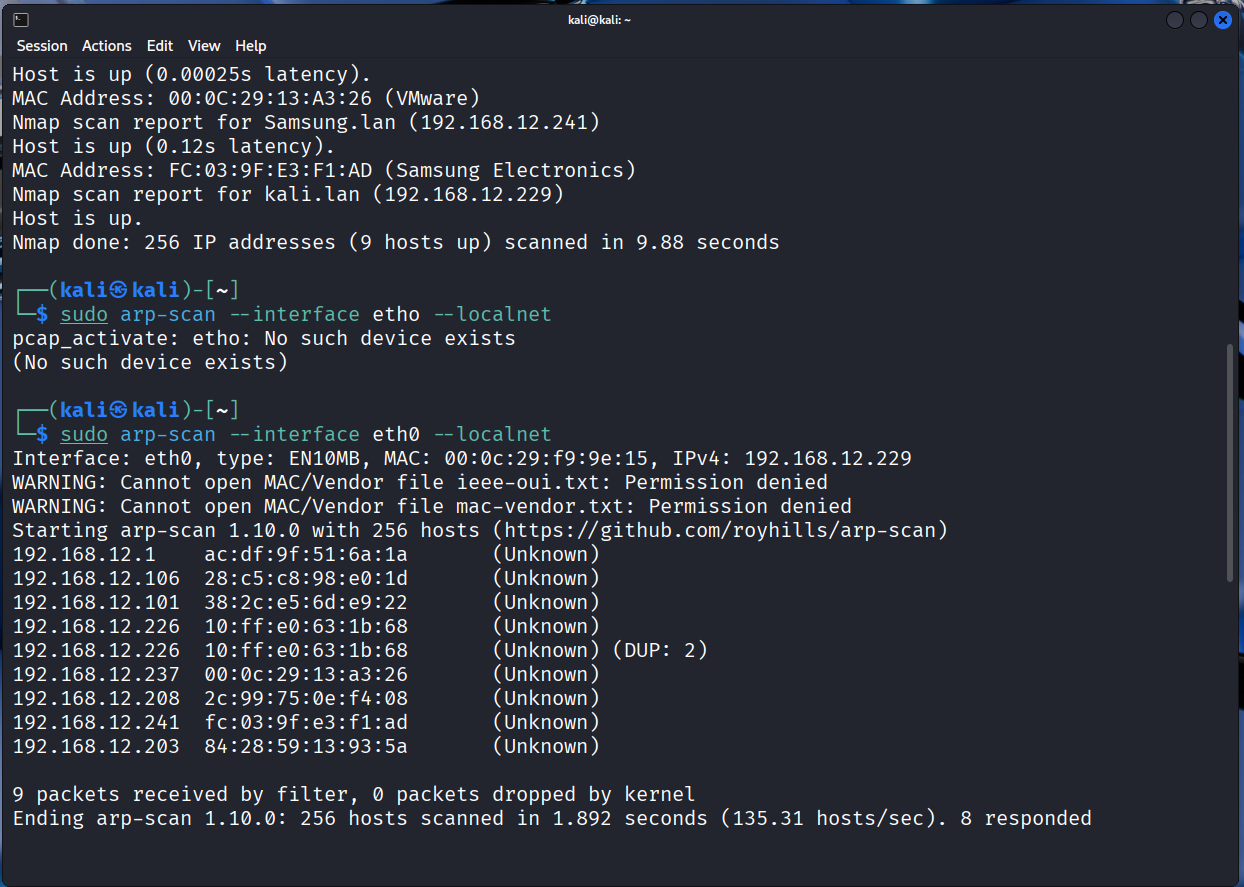 kali@kali: ~
Session Actions Edit View Help
Host is up (0.00025s latency).
MAC Address: 00:0C:29:13:A3:26 (VMware)
Nmap scan report for Samsung.lan (192.168.12.241)
Host is up (0.12s latency).
MAC Address: FC:03:9F:E3:F1:AD (Samsung Electronics)
Nmap scan report for kali.lan (192.168.12.229)
Host is up.
Nmap done: 256 IP addresses (9 hosts up) scanned in 9.88 seconds
┌──(kali㉿kali)-[~]
└─$ sudo arp-scan --interface etho --localnet
pcap_activate: etho: No such device exists
(No such device exists)
┌──(kali㉿kali)-[~]
└─$ sudo arp-scan --interface eth0 --localnet
Interface: eth0, type: EN10MB, MAC: 00:0c:29:f9:9e:15, IPv4: 192.168.12.229
WARNING: Cannot open MAC/Vendor file ieee-oui.txt: Permission denied
WARNING: Cannot open MAC/Vendor file mac-vendor.txt: Permission denied
Starting arp-scan 1.10.0 with 256 hosts (https://github.com/royhills/arp-scan)
192.168.12.1 ac:df:9f:51:6a:1a (Unknown)
192.168.12.106 28:c5:c8:98:e0:1d (Unknown)
192.168.12.101 38:2c:e5:6d:e9:22 (Unknown)
192.168.12.226 10:ff:e0:63:1b:68 (Unknown)
192.168.12.226 10:ff:e0:63:1b:68 (Unknown) (DUP: 2)
192.168.12.237 00:0c:29:13:a3:26 (Unknown)
192.168.12.208 2c:99:75:0e:f4:08 (Unknown)
192.168.12.241 fc:03:9f:e3:f1:ad (Unknown)
192.168.12.203 84:28:59:13:93:5a (Unknown)
9 packets received by filter, 0 packets dropped by kernel
Ending arp-scan 1.10.0: 256 hosts scanned in 1.892 seconds (135.31 hosts/sec). 8 responded